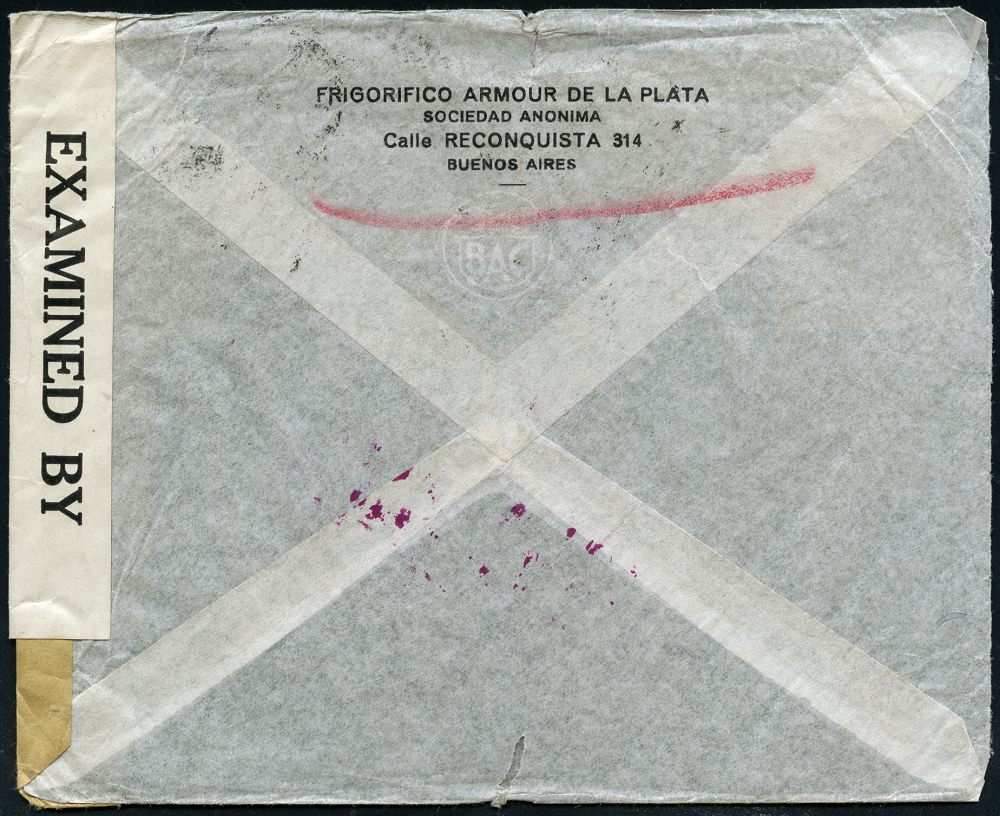 FRIGORIFICO ARMOUR DE LA PLATA
SOCIEDAD ANONIMA
Calle RECONQUISTA 314
BUENOS AIRES
EXAMINED BY